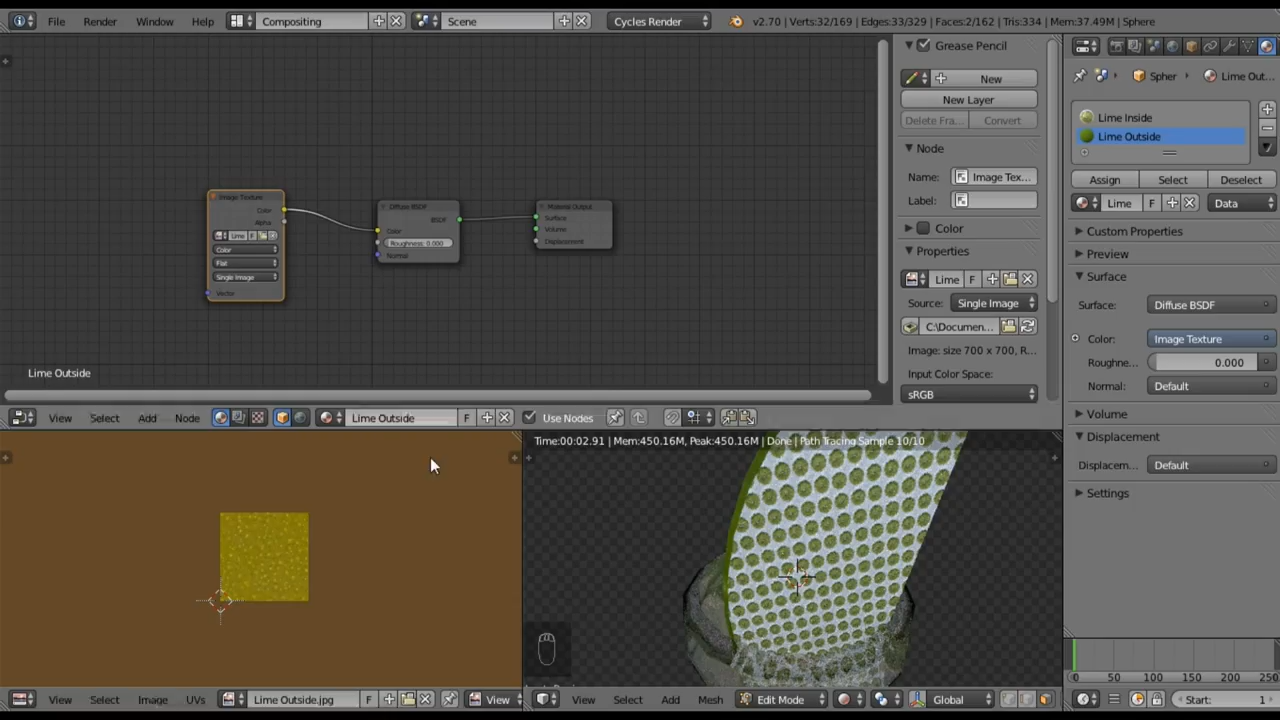 File Render Window Help Compositing Scene Cycles Render v2.70 | Verts:32/169 | Edges:33/329 | Faces:2/162 | Tris:334 | Mem:37.49M | Sphere
Grease Pencil
New
New Layer
Delete Fra... Convert
Node
Name: Image Tex...
Label:
Color
Properties
Lime F
Source: Single Image
C:\Documen...
Image: size 700 x 700, R...
Input Color Space:
sRGB
Spher Lime Out...
Lime Inside
Lime Outside
Assign Select Deselect
Lime F Data
Custom Properties
Preview
Surface
Surface: Diffuse BSDF
Color: Image Texture
Roughne... 0.000
Normal: Default
Volume
Displacement
Displacem... Default
Settings
Image Texture
Color
Alpha
Lime F
Color
Flat
Single Image
Vector
Diffuse BSDF
BSDF
Color
Roughness: 0.000
Normal
Material Output
Surface
Volume
Displacement
Lime Outside
View Select Add Node Lime Outside F Use Nodes
Time:00:02.91 | Mem:450.16M, Peak:450.16M | Done | Path Tracing Sample 10/10
View Select Image UVs Lime Outside.jpg F View
View Select Add Mesh Edit Mode Global
0 50 100 150 200 250
Start: 1